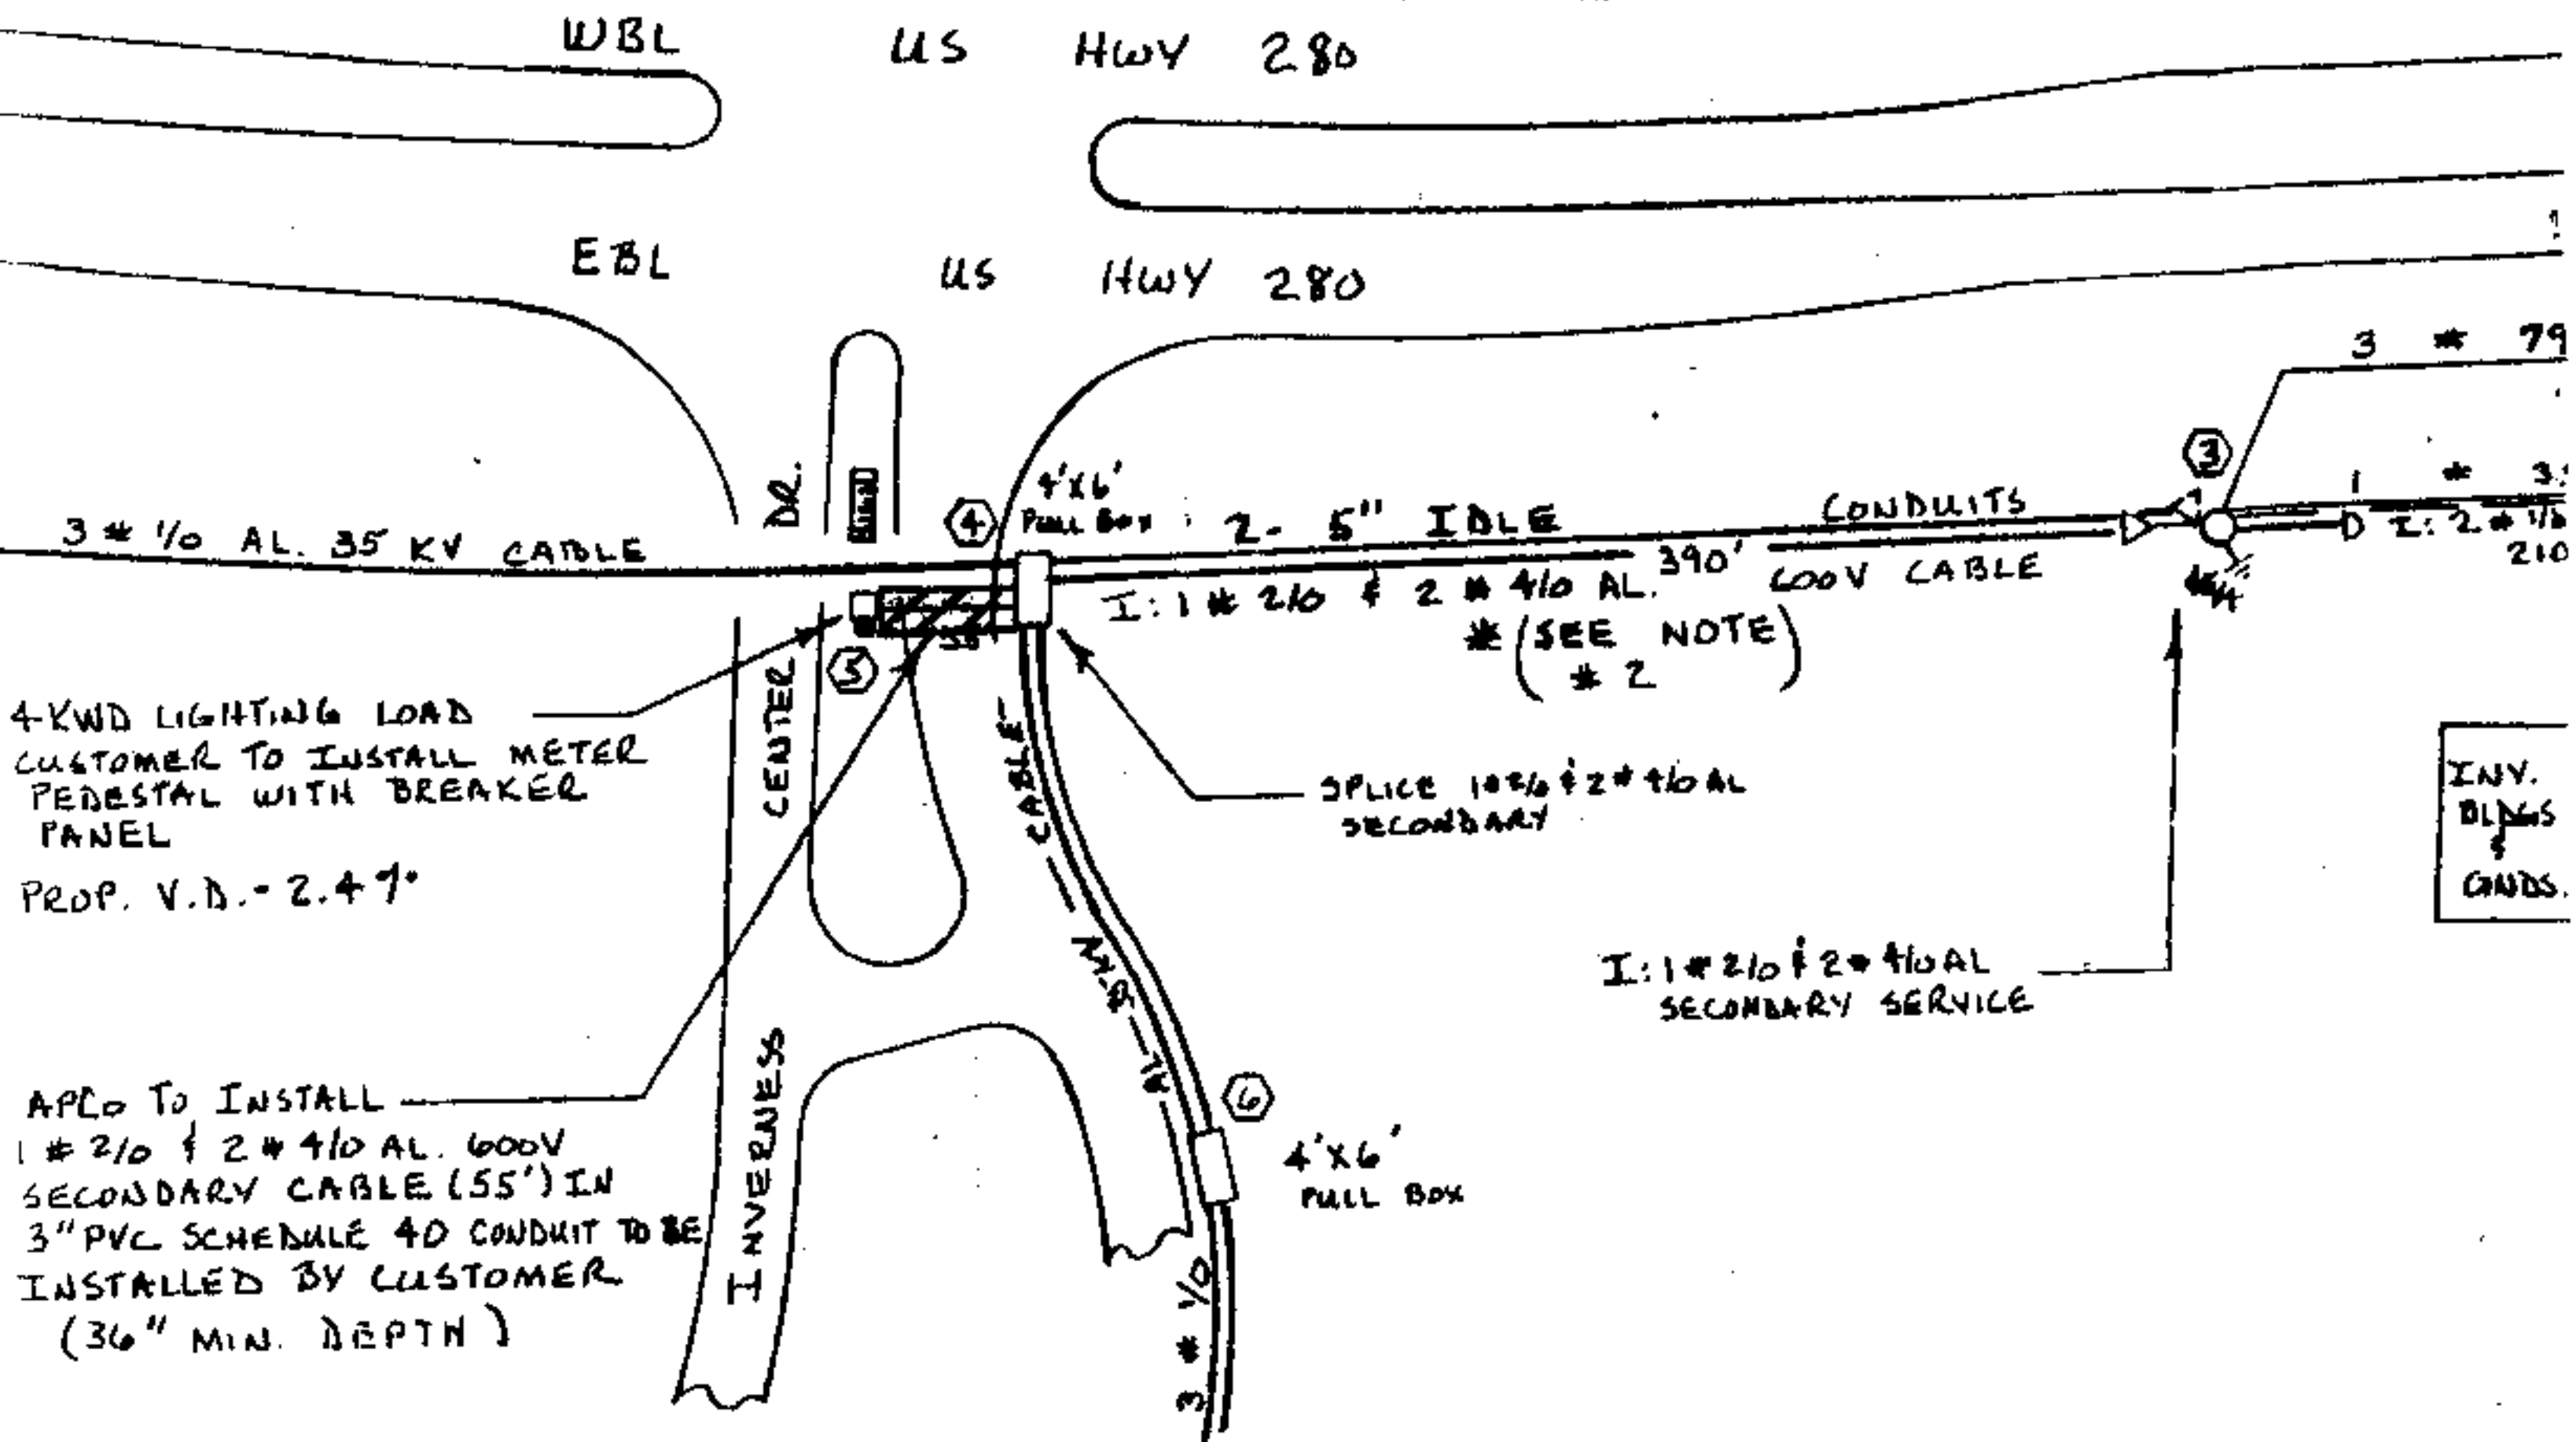 WBL US HWY 280
EBL US HWY 280
3 # 79
3
4
4'X6'
PULL BOX
2- 5" IDLE CONDUITS
1 #
3 # 1/0 AL. 35 KV CABLE
390'
I: 1 # 2/0 & 2 # 4/0 AL. 600V CABLE
I: 2 # 1/0
210
* (SEE NOTE
# 2)
55'
5
4-KWD LIGHTING LOAD
CUSTOMER TO INSTALL METER
PEDESTAL WITH BREAKER
PANEL
PROP. V.D. - 2.4 %
SPLICE 1 # 2/0 & 2 # 4/0 AL
SECONDARY
INV.
BLDGS
&
GNDS.
I: 1 # 2/0 & 2 # 4/0 AL
SECONDARY SERVICE
APCo TO INSTALL
1 # 2/0 & 2 # 4/0 AL. 600V
SECONDARY CABLE (55') IN
3" PVC SCHEDULE 40 CONDUIT TO BE
INSTALLED BY CUSTOMER
(36" MIN. DEPTH)
INVERNESS CENTER DR.
6
4'X6'
PULL BOX
3 # 1/0 AL. CABLE